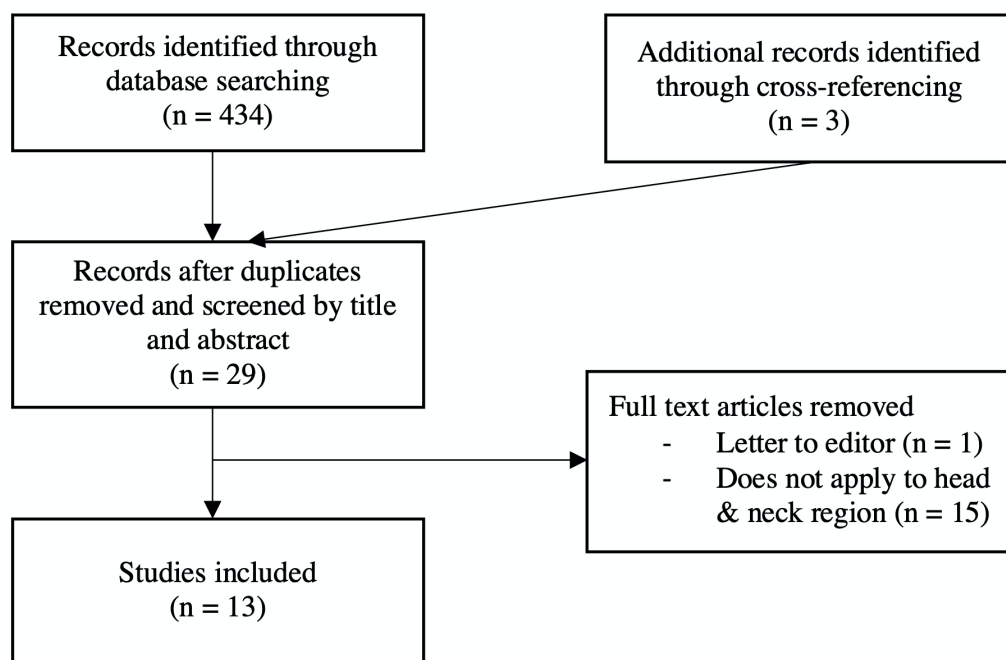 Records identified through
database searching
(n = 434)
Additional records identified
through cross-referencing
(n = 3)
Records after duplicates
removed and screened by title
and abstract
(n = 29)
Full text articles removed
- Letter to editor (n = 1)
- Does not apply to head
& neck region (n = 15)
Studies included
(n = 13)